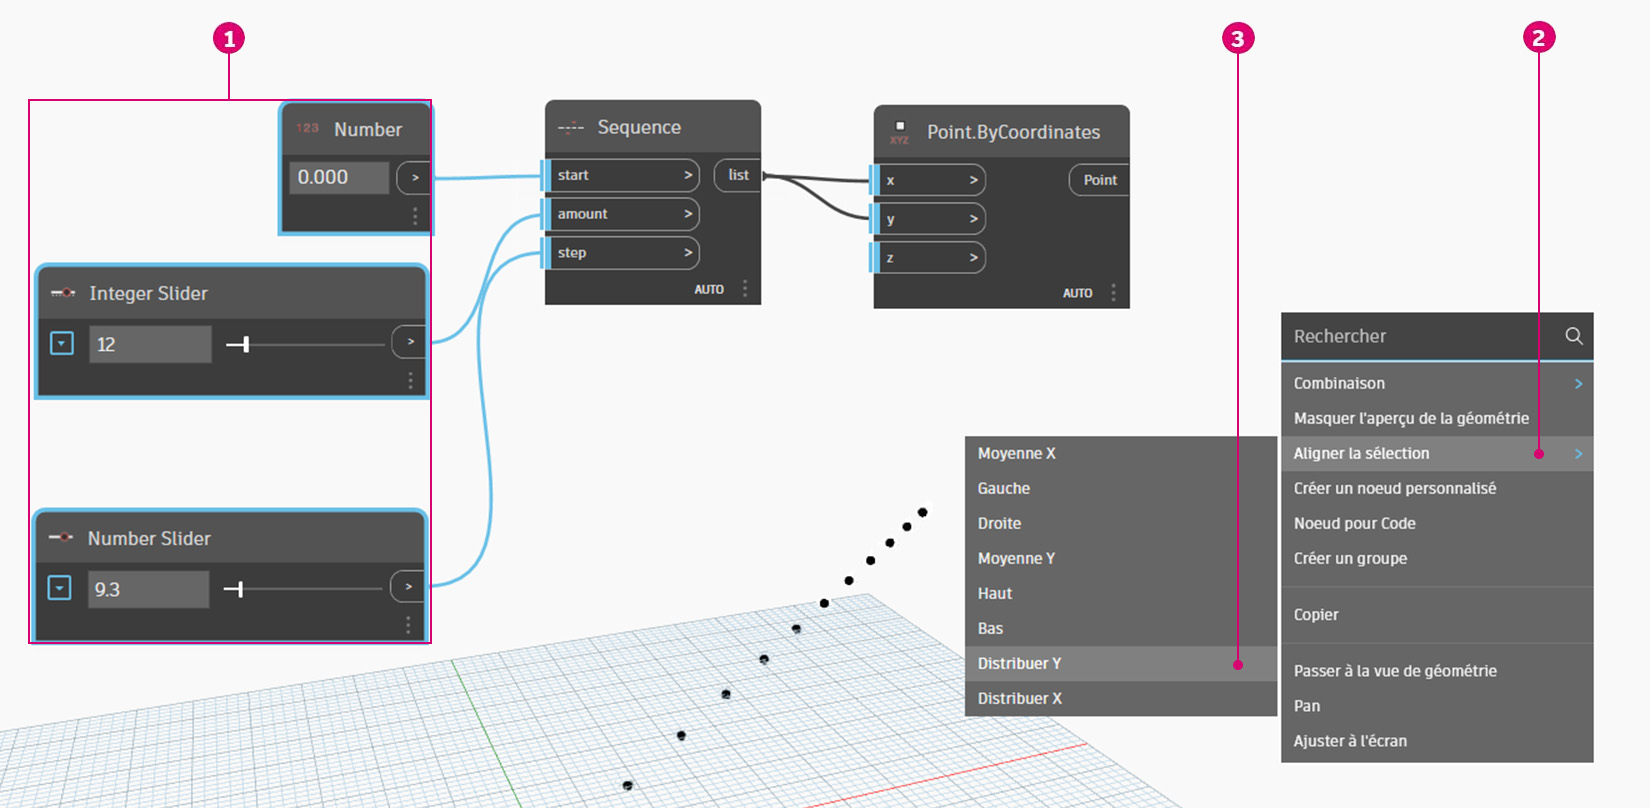 1
3
2
123 Number
0.000 >
Sequence
start >
amount >
step >
list
AUTO
XYZ Point.ByCoordinates
x >
y >
z >
Point
AUTO
Integer Slider
12 >
Number Slider
9.3 >
Moyenne X
Gauche
Droite
Moyenne Y
Haut
Bas
Distribuer Y
Distribuer X
Rechercher
Combinaison >
Masquer l'aperçu de la géométrie
Aligner la sélection >
Créer un noeud personnalisé
Noeud pour Code
Créer un groupe
Copier
Passer à la vue de géométrie
Pan
Ajuster à l'écran